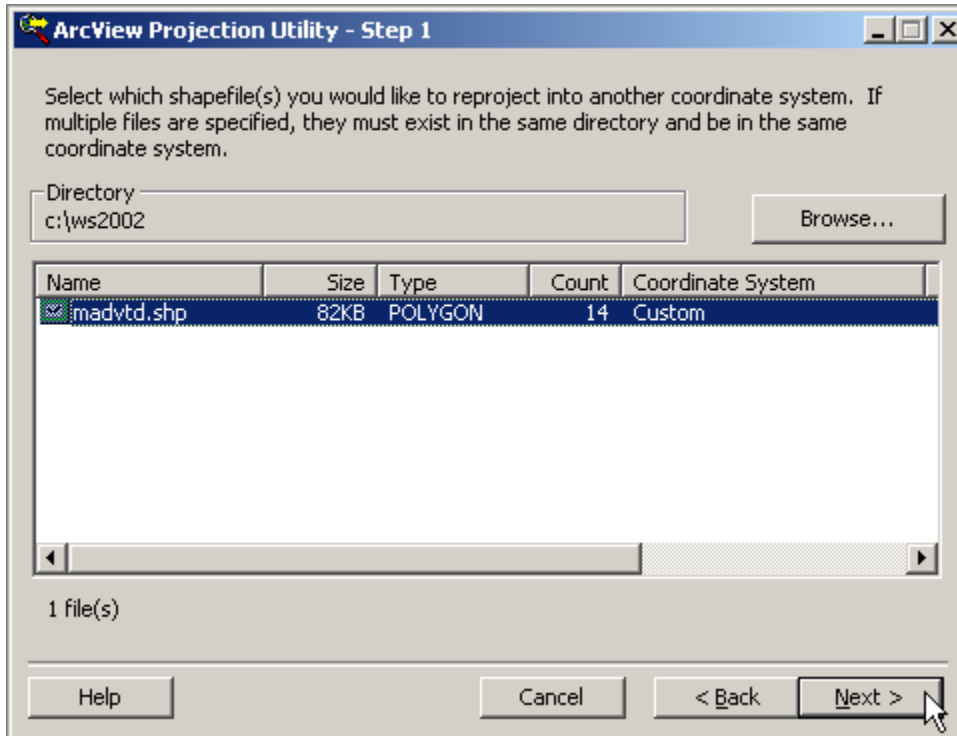 ArcView Projection Utility - Step 1
Select which shapefile(s) you would like to reproject into another coordinate system. If
multiple files are specified, they must exist in the same directory and be in the same
coordinate system.
Directory
c:\ws2002
Browse...
Name Size Type Count Coordinate System
madvtd.shp 82KB POLYGON 14 Custom
1 file(s)
Help Cancel < Back Next >